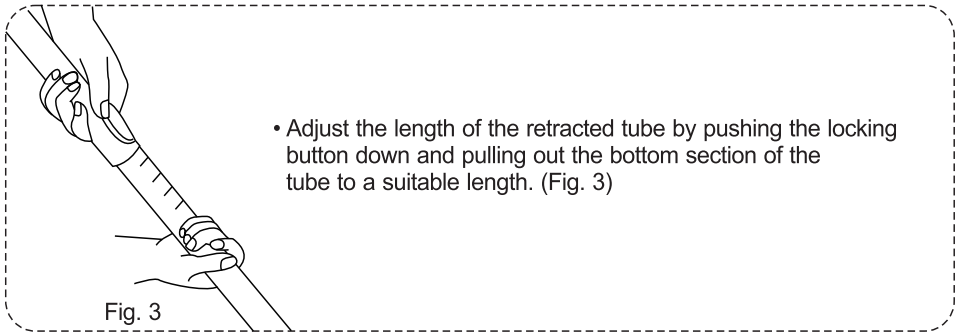 • Adjust the length of the retracted tube by pushing the locking
button down and pulling out the bottom section of the
tube to a suitable length. (Fig. 3)
Fig. 3